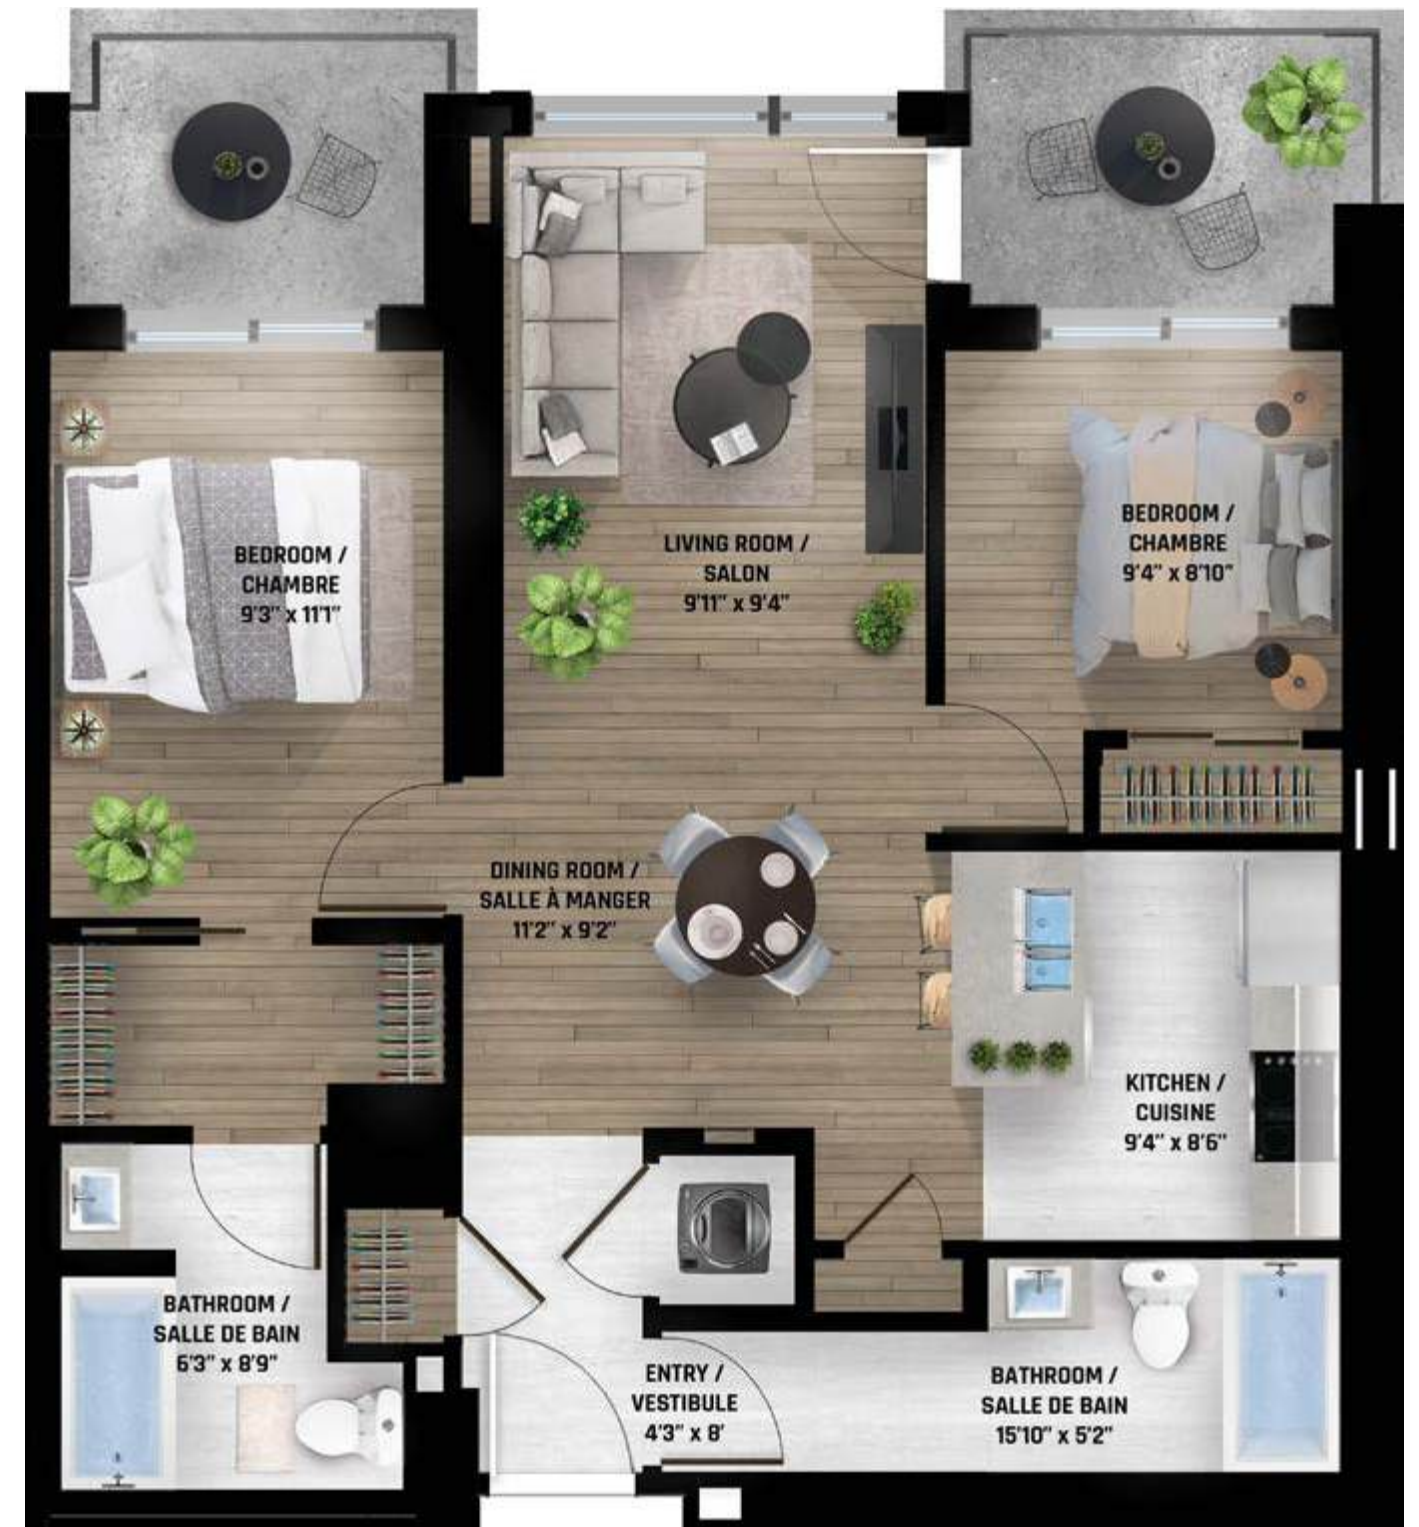 BEDROOM /
CHAMBRE
9'3" x 11'1"
LIVING ROOM /
SALON
9'11" x 9'4"
BEDROOM /
CHAMBRE
9'4" x 8'10"
DINING ROOM /
SALLE À MANGER
11'2" x 9'2"
KITCHEN /
CUISINE
9'4" x 8'6"
BATHROOM /
SALLE DE BAIN
6'3" x 8'9"
ENTRY /
VESTIBULE
4'3" x 8'
BATHROOM /
SALLE DE BAIN
15'10" x 5'2"